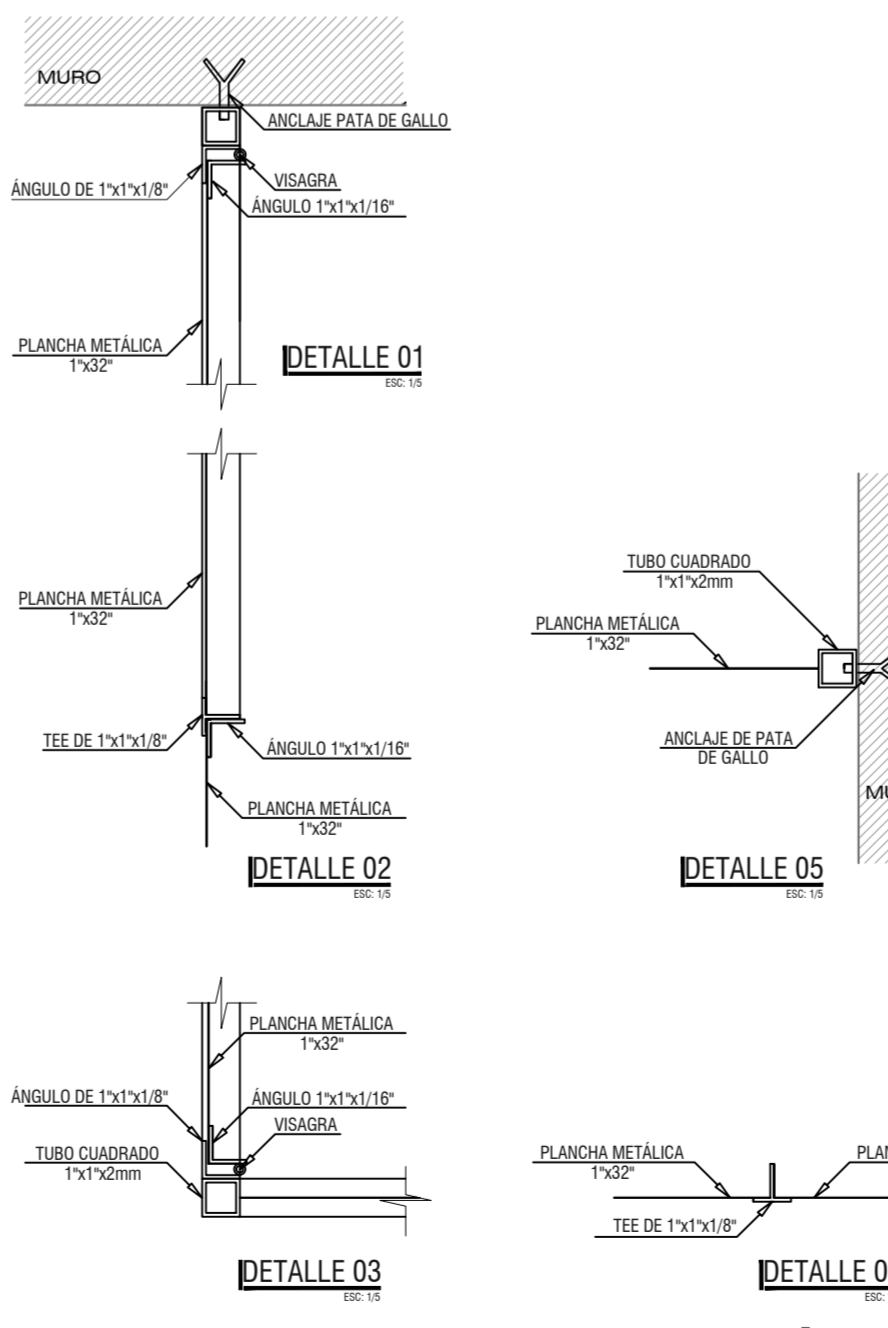 MURO
ANCLAJE PATA DE GALLO
ÁNGULO DE 1"x1"x1/8"
VISAGRA
ÁNGULO 1"x1"x1/16"
PLANCHA METÁLICA
1"x32"
DETALLE 01
ESC: 1/5
PLANCHA METÁLICA
1"x32"
TEE DE 1"x1"x1/8"
ÁNGULO 1"x1"x1/16"
PLANCHA METÁLICA
1"x32"
DETALLE 02
ESC: 1/5
TUBO CUADRADO
1"x1"x2mm
PLANCHA METÁLICA
1"x32"
ANCLAJE DE PATA
DE GALLO
DETALLE 05
ESC: 1/5
PLANCHA METÁLICA
1"x32"
ÁNGULO DE 1"x1"x1/8"
ÁNGULO 1"x1"x1/16"
VISAGRA
TUBO CUADRADO
1"x1"x2mm
DETALLE 03
ESC: 1/5
PLANCHA METÁLICA
1"x32"
TEE DE 1"x1"x1/8"
DETALLE
ESC: